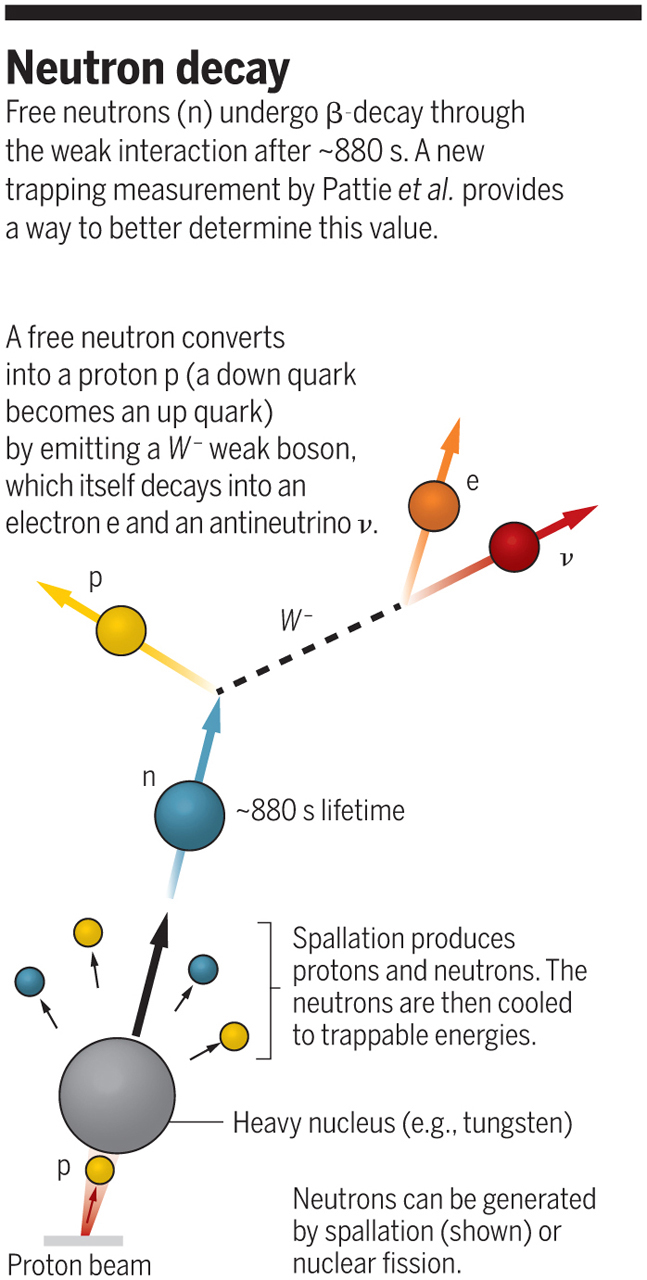 Neutron decay
Free neutrons (n) undergo β-decay through
the weak interaction after ~880 s. A new
trapping measurement by Pattie et al. provides
a way to better determine this value.
A free neutron converts
into a proton p (a down quark
becomes an up quark)
by emitting a W⁻ weak boson,
which itself decays into an
electron e and an antineutrino ν.
e
ν
p
W⁻
n
~880 s lifetime
Spallation produces
protons and neutrons. The
neutrons are then cooled
to trappable energies.
Heavy nucleus (e.g., tungsten)
p
Neutrons can be generated
by spallation (shown) or
nuclear fission.
Proton beam